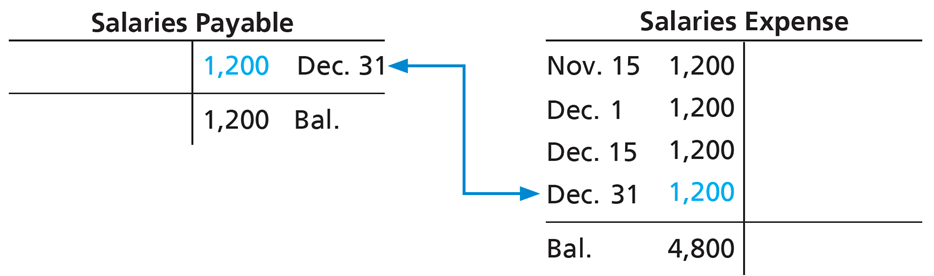 Salaries Payable
1,200 Dec. 31
1,200 Bal.
Salaries Expense
Nov. 15 1,200
Dec. 1 1,200
Dec. 15 1,200
Dec. 31 1,200
Bal. 4,800